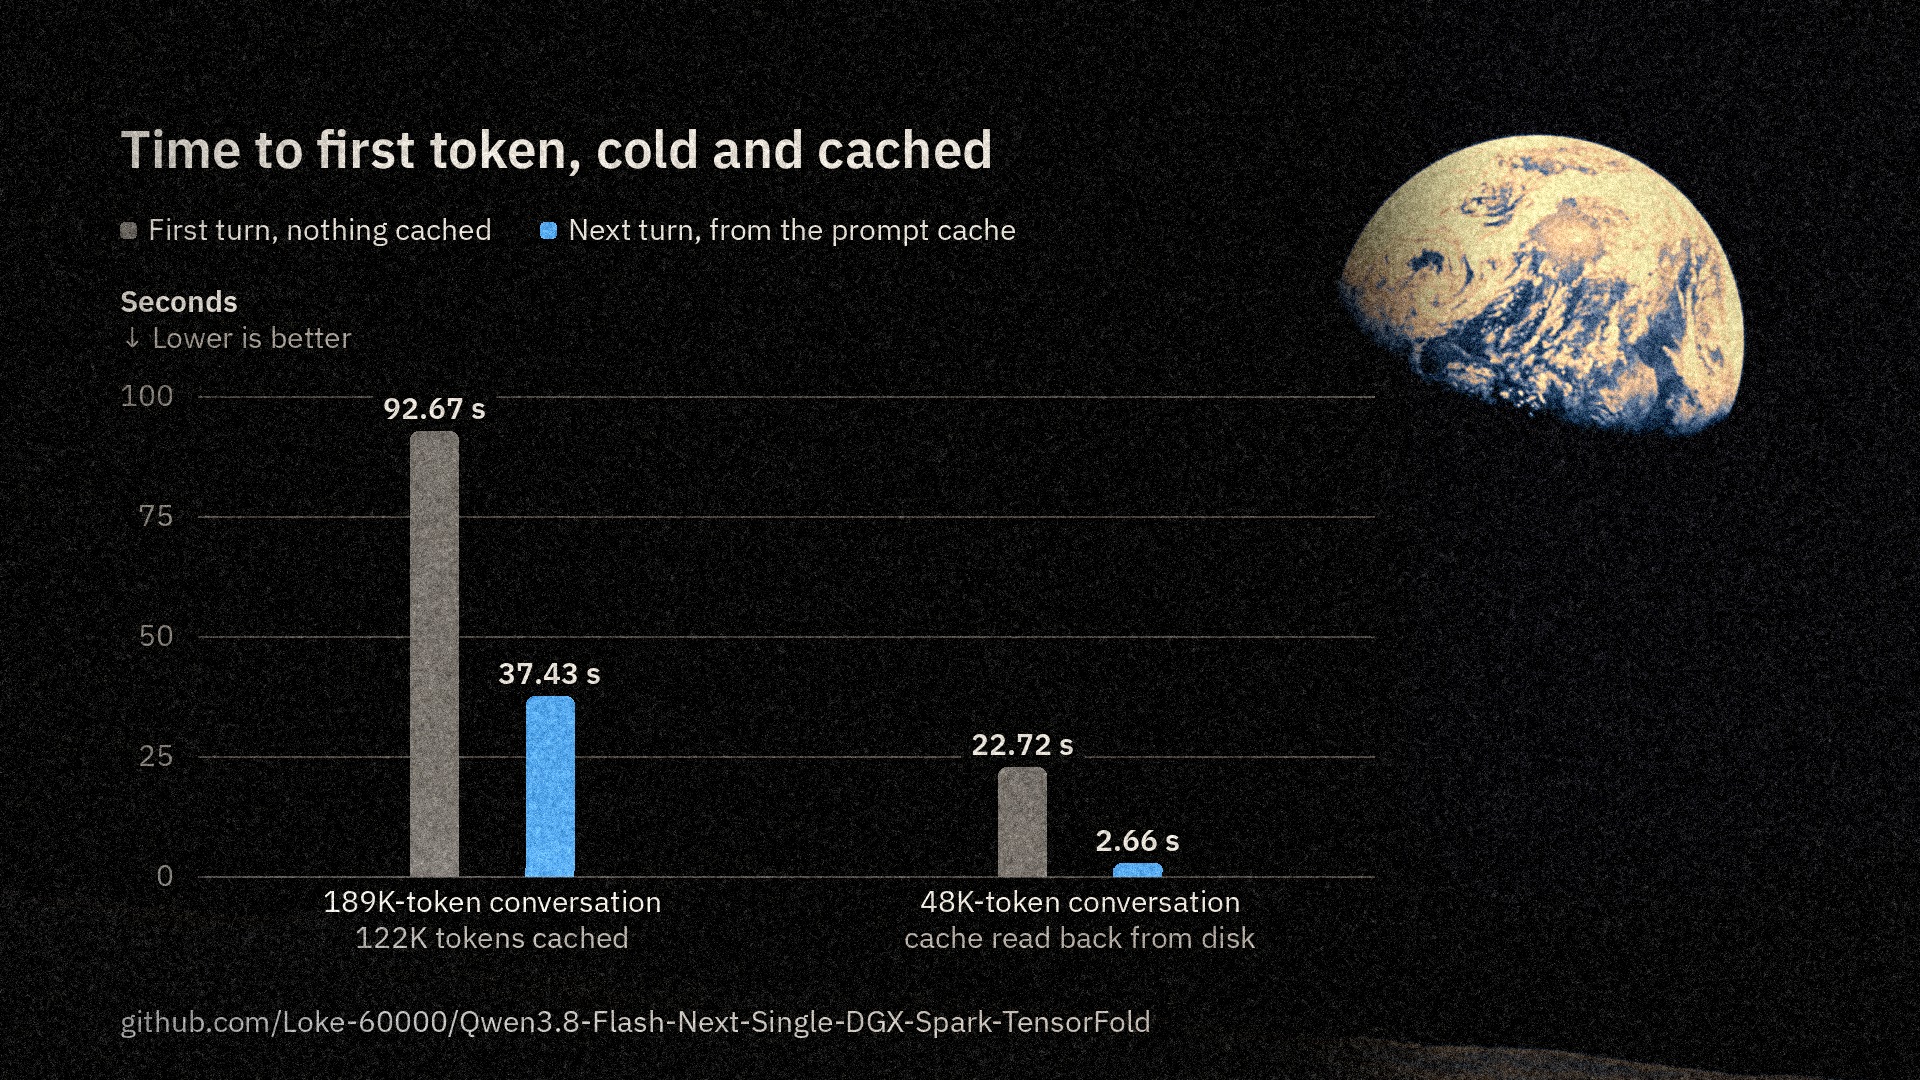 Time to first token, cold and cached
First turn, nothing cached
Next turn, from the prompt cache
Seconds
↓ Lower is better
100
75
50
25
0
92.67 s
37.43 s
22.72 s
2.66 s
189K-token conversation
122K tokens cached
48K-token conversation
cache read back from disk
github.com/Loke-60000/Qwen3.8-Flash-Next-Single-DGX-Spark-TensorFold